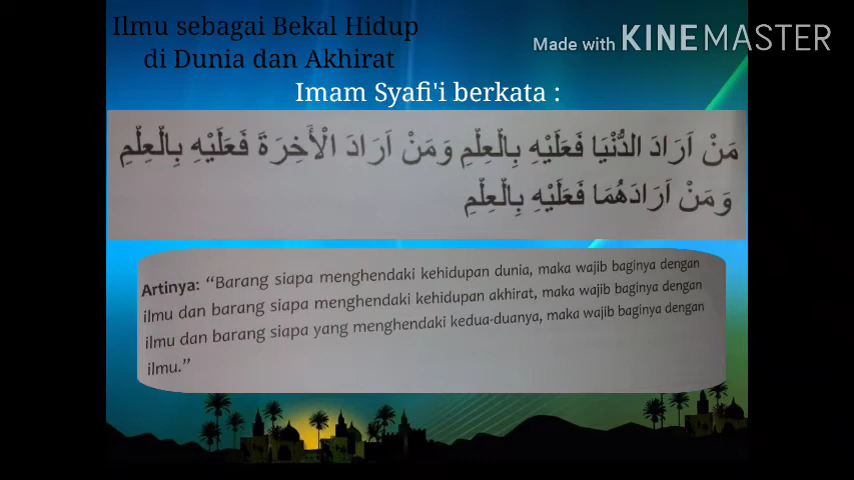 Ilmu sebagai Bekal Hidup
di Dunia dan Akhirat
Made with KINEMASTER
Imam Syafi'i berkata :
مَنْ اَرَادَ الدُّنْيَا فَعَلَيْهِ بِالْعِلْمِ وَمَنْ اَرَادَ الْأَخِرَةَ فَعَلَيْهِ بِالْعِلْمِ
وَمَنْ اَرَادَهُمَا فَعَلَيْهِ بِالْعِلْمِ
Artinya: “Barang siapa menghendaki kehidupan dunia, maka wajib baginya dengan
ilmu dan barang siapa menghendaki kehidupan akhirat, maka wajib baginya dengan
ilmu dan barang siapa yang menghendaki kedua-duanya, maka wajib baginya dengan
ilmu.”